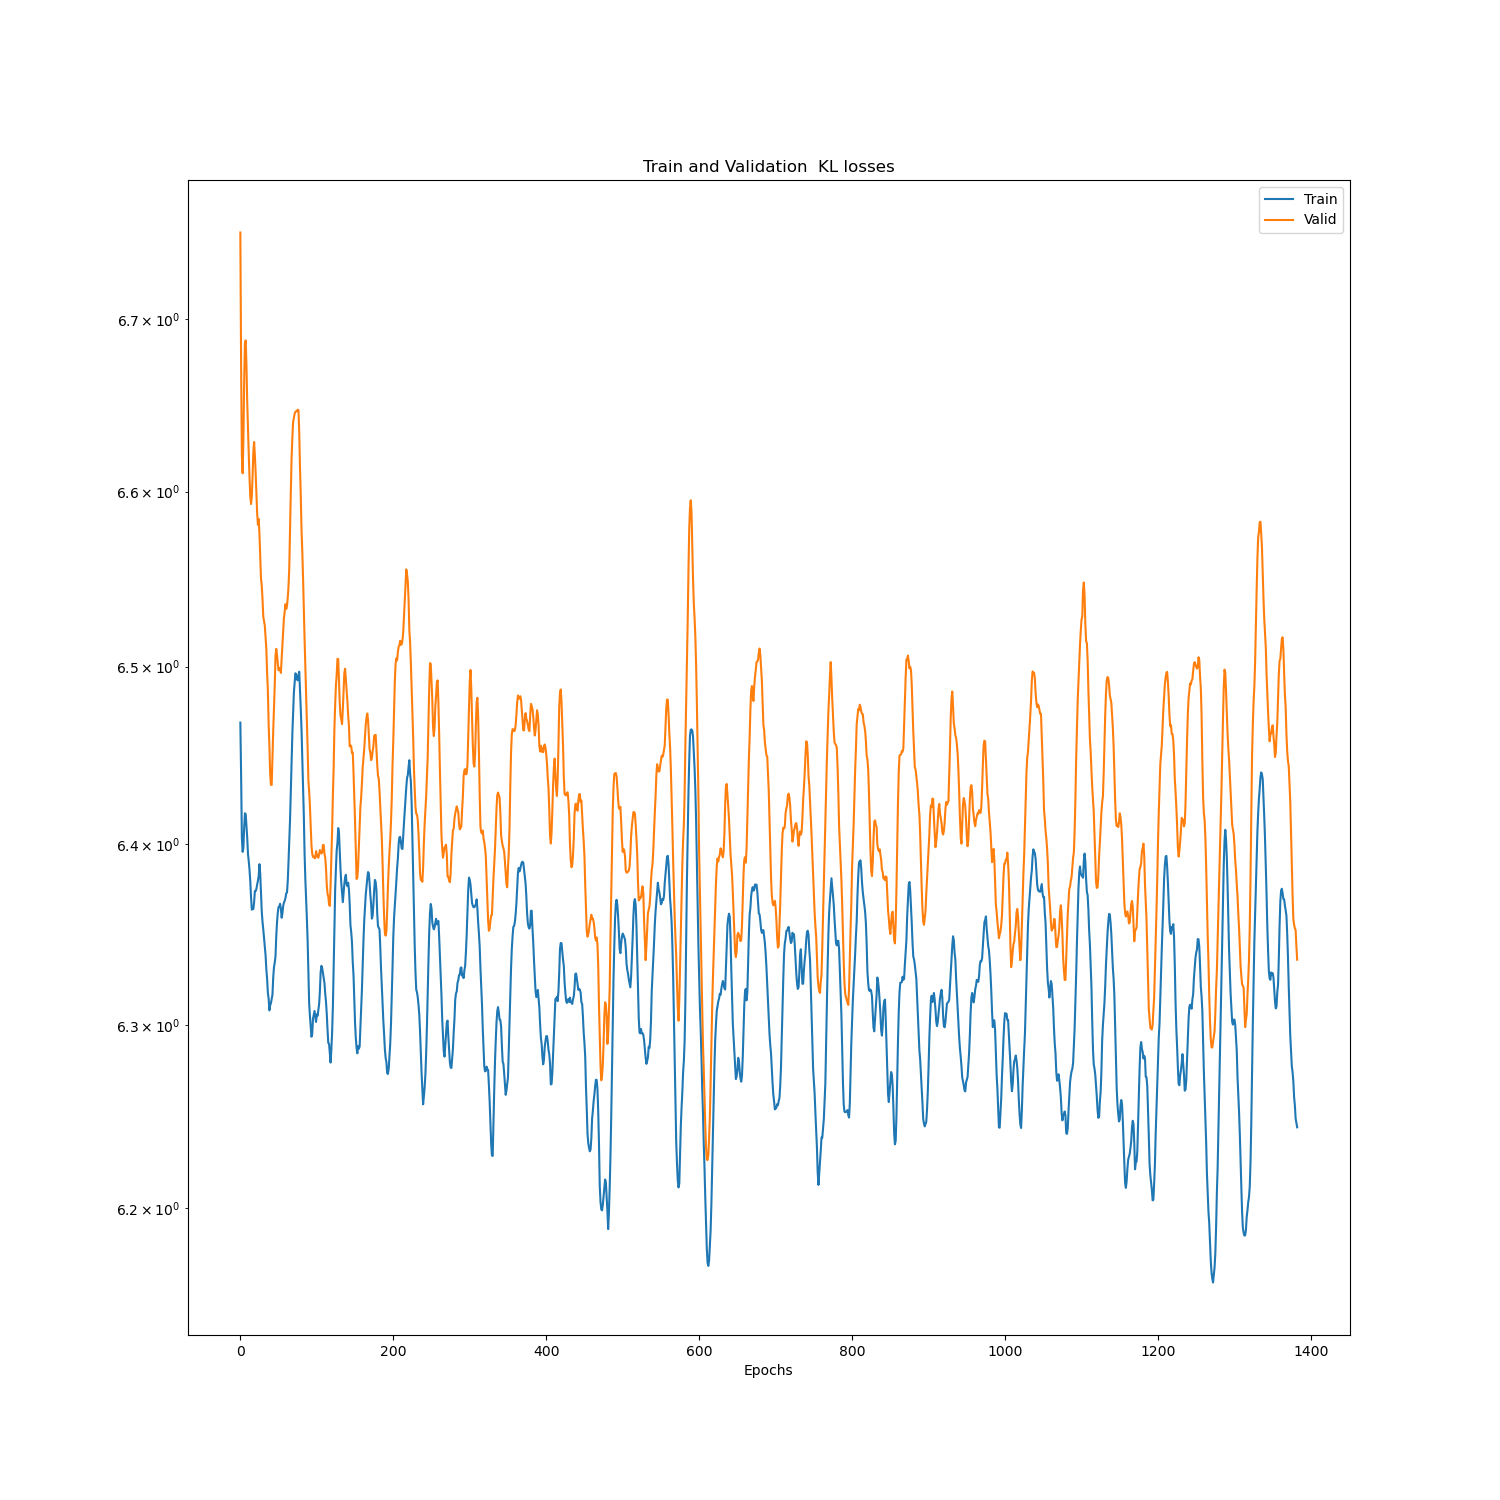 Train and Validation  KL losses
Train
Valid
6.7 × 10⁰
6.6 × 10⁰
6.5 × 10⁰
6.4 × 10⁰
6.3 × 10⁰
6.2 × 10⁰
0 200 400 600 800 1000 1200 1400
Epochs